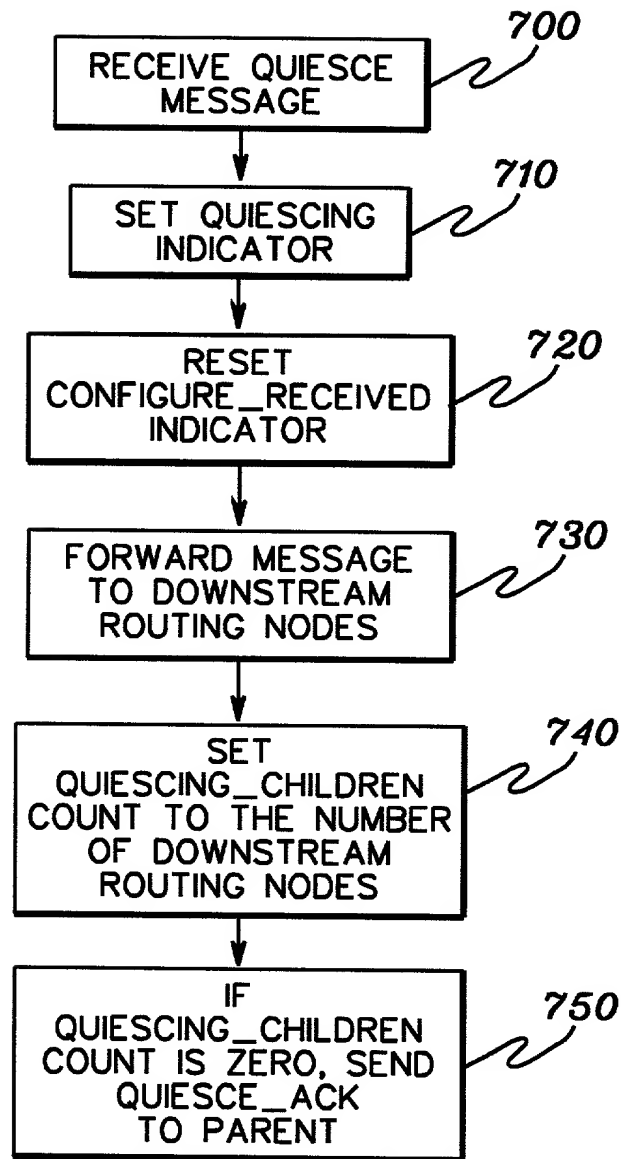 700
RECEIVE QUIESCE
MESSAGE
710
SET QUIESCING
INDICATOR
720
RESET
CONFIGURE_RECEIVED
INDICATOR
730
FORWARD MESSAGE
TO DOWNSTREAM
ROUTING NODES
740
SET
QUIESCING_CHILDREN
COUNT TO THE NUMBER
OF DOWNSTREAM
ROUTING NODES
750
IF
QUIESCING_CHILDREN
COUNT IS ZERO, SEND
QUIESCE_ACK
TO PARENT